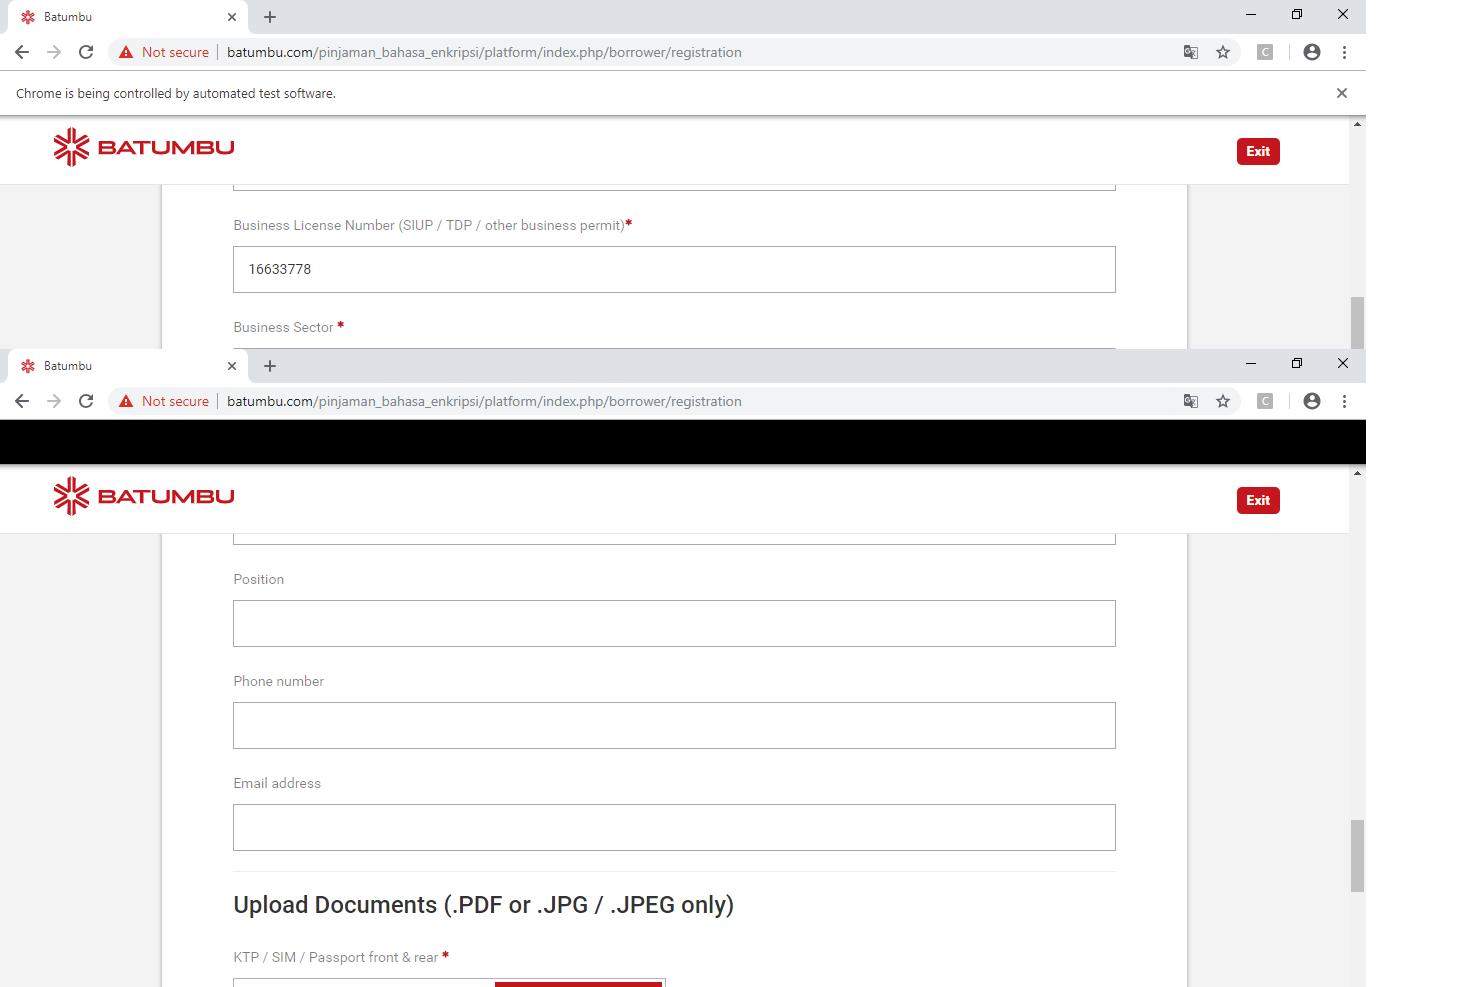 Batumbu
Not secure batumbu.com/pinjaman_bahasa_enkripsi/platform/index.php/borrower/registration
Chrome is being controlled by automated test software.
BATUMBU
Exit
Business License Number (SIUP / TDP / other business permit)*
16633778
Business Sector *
Batumbu
Not secure batumbu.com/pinjaman_bahasa_enkripsi/platform/index.php/borrower/registration
BATUMBU
Exit
Position
Phone number
Email address
Upload Documents (.PDF or .JPG / .JPEG only)
KTP / SIM / Passport front & rear *